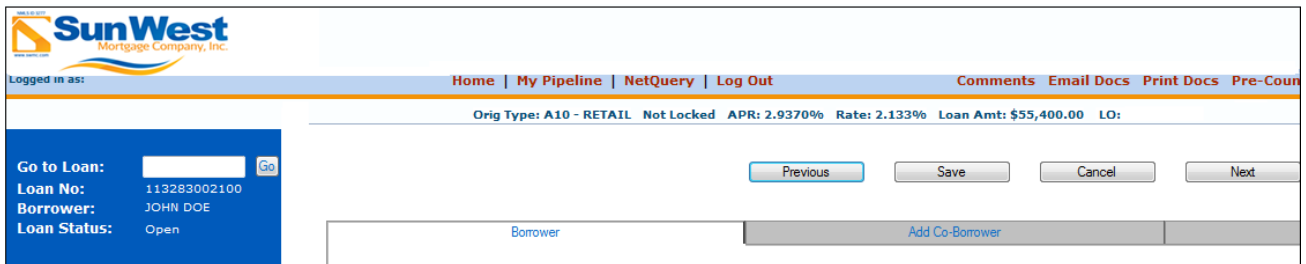 SunWest
Mortgage Company, Inc.
Logged in as:
Home | My Pipeline | NetQuery | Log Out
Comments Email Docs Print Docs Pre-Coun
Orig Type: A10 - RETAIL Not Locked APR: 2.9370% Rate: 2.133% Loan Amt: $55,400.00 LO:
Go to Loan: Go
Previous Save Cancel Next
Loan No: 113283002100
Borrower: JOHN DOE
Loan Status: Open
Borrower Add Co-Borrower